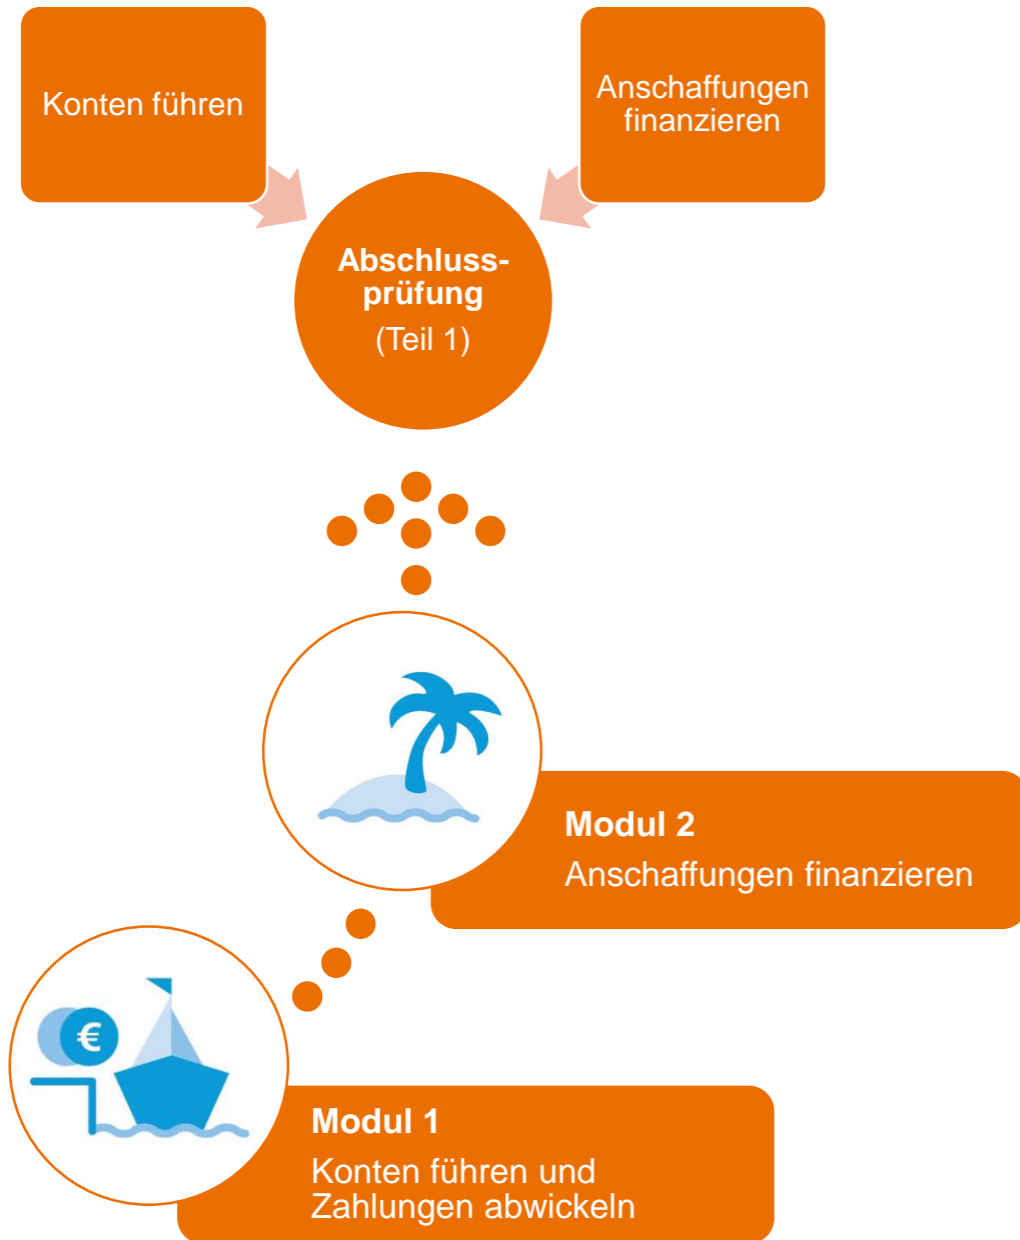 Konten führen
Anschaffungen
finanzieren
Abschluss-
prüfung
(Teil 1)
Modul 2
Anschaffungen finanzieren
€
Modul 1
Konten führen und
Zahlungen abwickeln